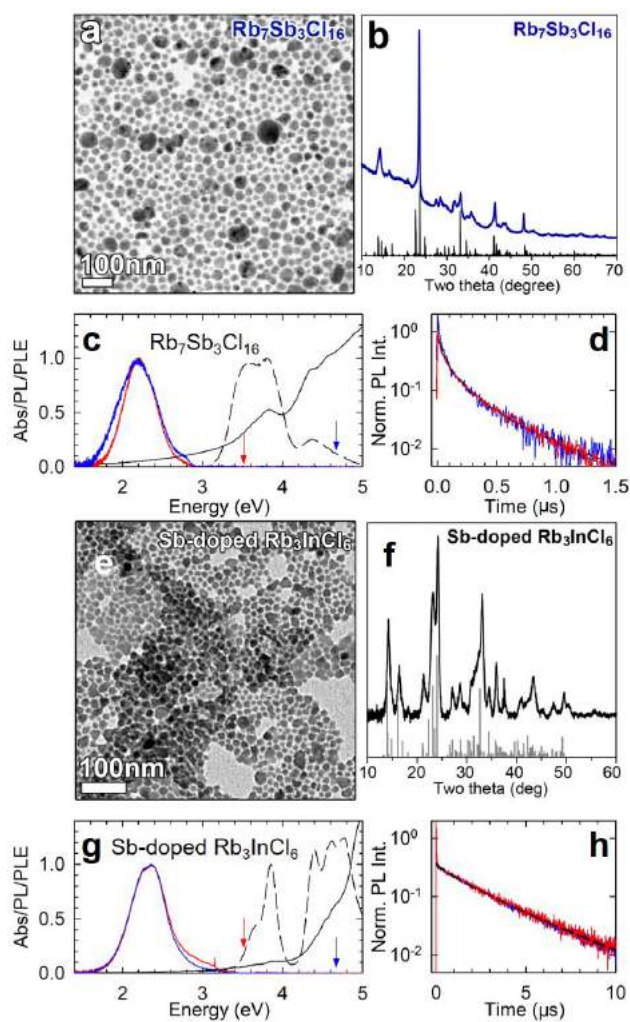 a
Rb₇Sb₃Cl₁₆
100nm
b
Rb₇Sb₃Cl₁₆
10 20 30 40 50 60 70
Two theta (degree)
c
Rb₇Sb₃Cl₁₆
Abs/PL/PLE
1.0
0.5
0.0
2 3 4 5
Energy (eV)
d
Norm. PL Int.
10⁰
10⁻¹
10⁻²
0.0 0.5 1.0 1.5
Time (µs)
e
Sb-doped Rb₃InCl₆
100nm
f
Sb-doped Rb₃InCl₆
10 20 30 40 50 60
Two theta (deg)
g
Sb-doped Rb₃InCl₆
Abs/PL/PLE
1.0
0.5
0.0
2 3 4 5
Energy (eV)
h
Norm. PL Int.
10⁰
10⁻¹
10⁻²
0 5 10
Time (µs)